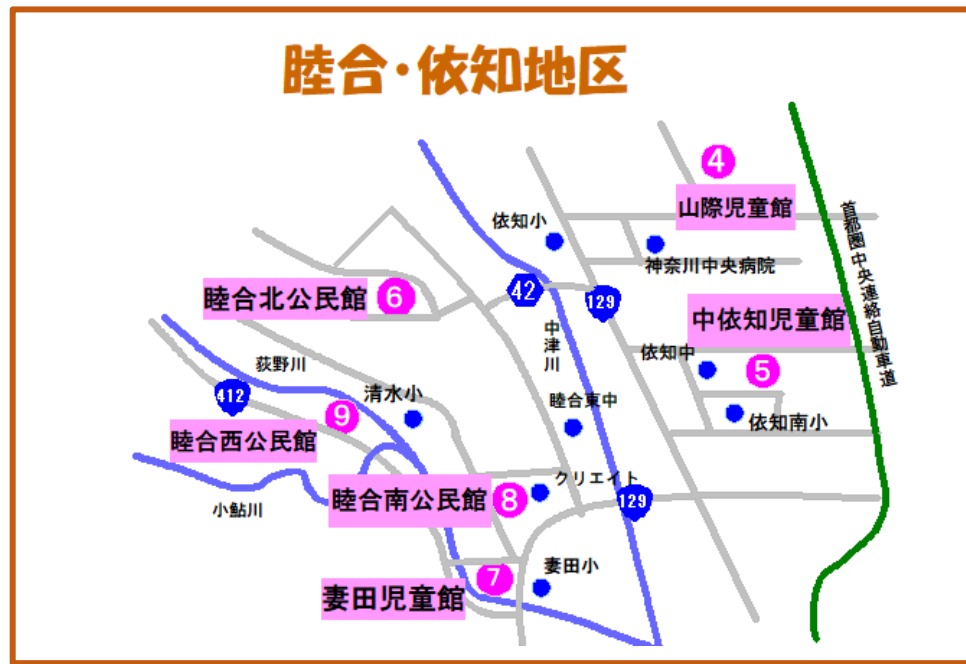 睦合・依知地区
4
山際児童館
依知小
神奈川中央病院
首都圏中央連絡自動車道
42
129
睦合北公民館
6
中依知児童館
中津川
依知中
5
荻野川
412
清水小
9
睦合東中
依知南小
睦合西公民館
クリエイト
睦合南公民館
8
129
小鮎川
妻田小
7
妻田児童館